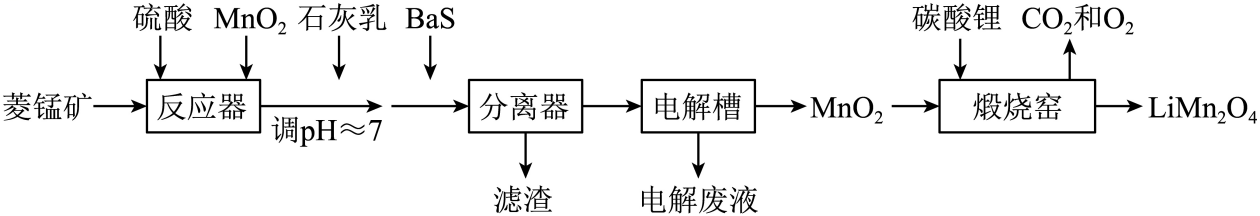 硫酸 MnO₂ 石灰乳 BaS 碳酸锂 CO₂和O₂
菱锰矿 反应器 分离器 电解槽 MnO₂ 煅烧窑 LiMn₂O₄
调pH≈7
滤渣 电解废液